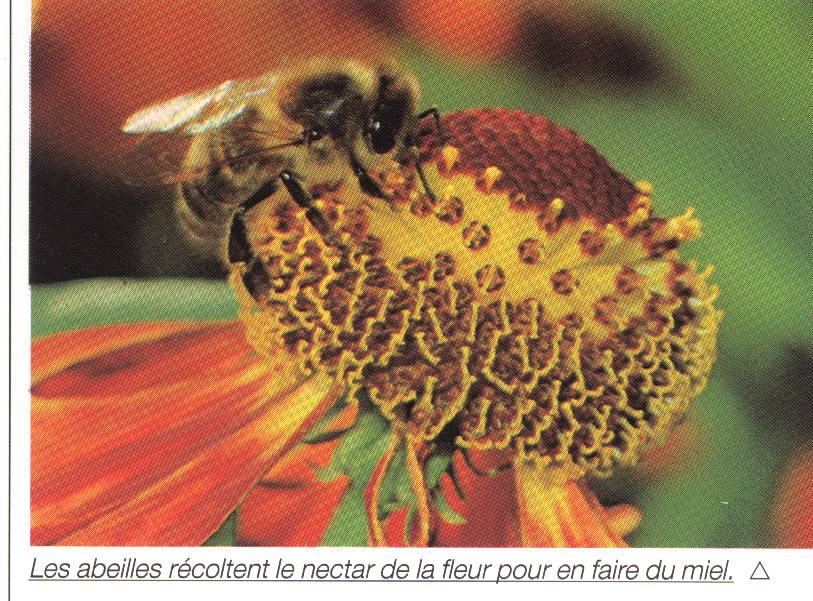 Les abeilles récoltent le nectar de la fleur pour en faire du miel. △